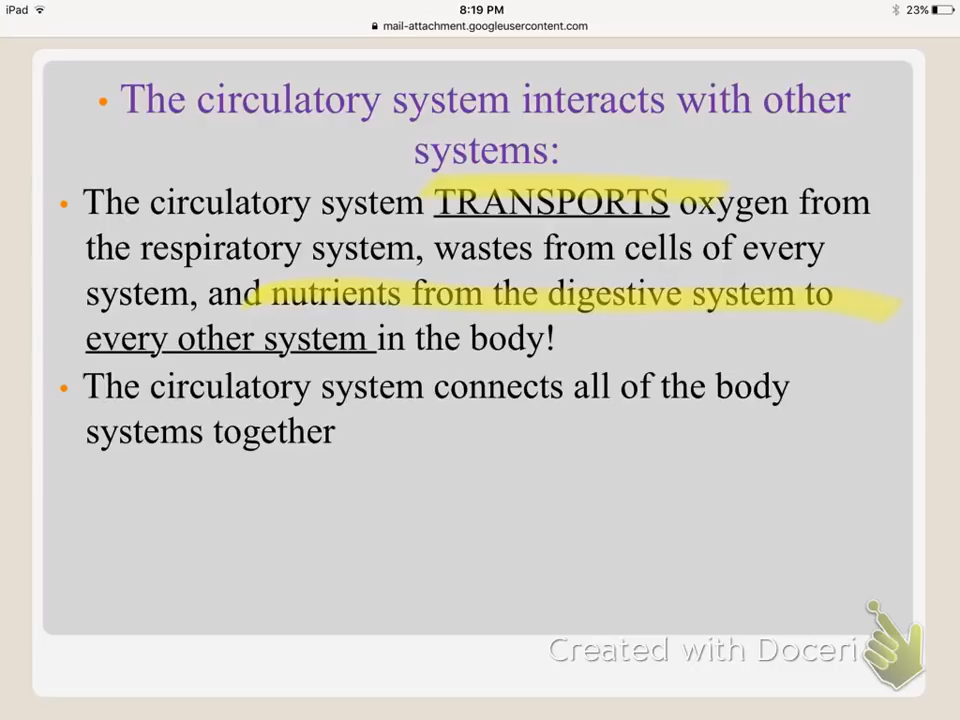 iPad 8:19 PM 23%
mail-attachment.googleusercontent.com
• The circulatory system interacts with other
systems:
• The circulatory system TRANSPORTS oxygen from
the respiratory system, wastes from cells of every
system, and nutrients from the digestive system to
every other system in the body!
• The circulatory system connects all of the body
systems together
Created with Doceri